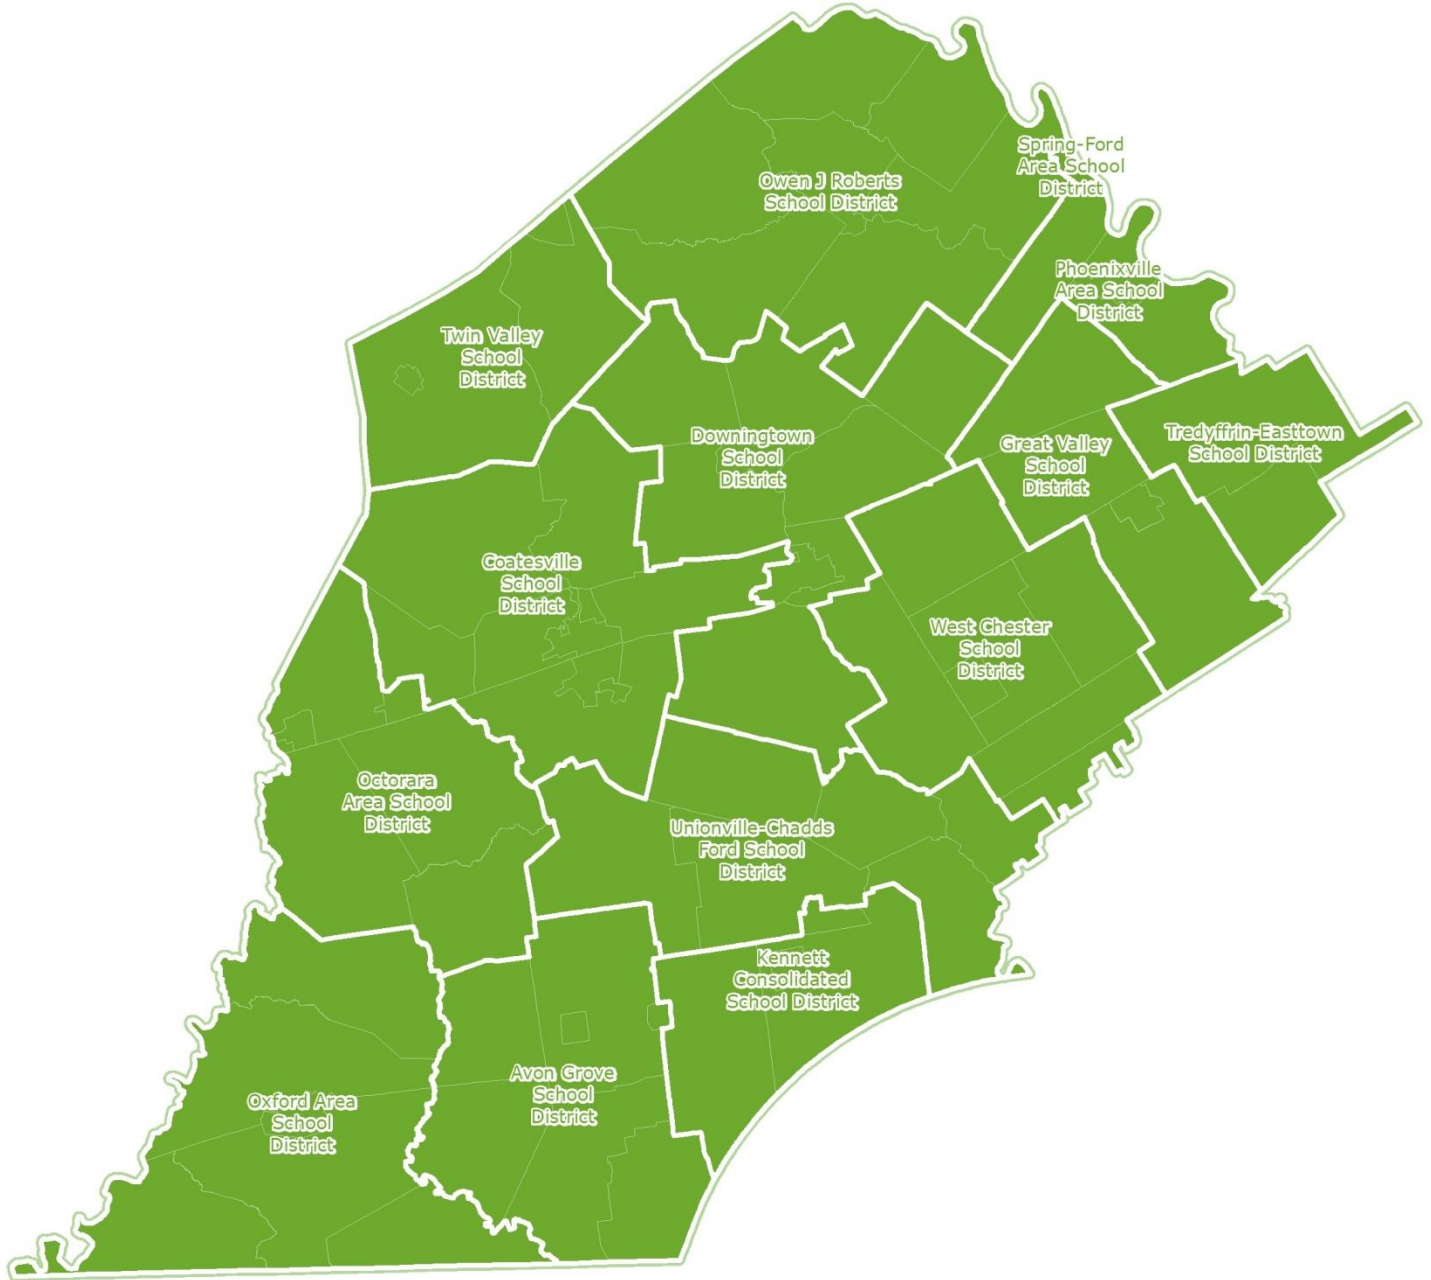 Spring-Ford
Area School
District
Owen J Roberts
School District
Phoenixville
Area School
District
Twin Valley
School
District
Downingtown
School
District
Great Valley
School
District
Tredyffrin-Easttown
School District
Coatesville
School
District
West Chester
School
District
Octorara
Area School
District
Unionville-Chadds
Ford School
District
Kennett
Consolidated
School District
Avon Grove
School
District
Oxford Area
School
District